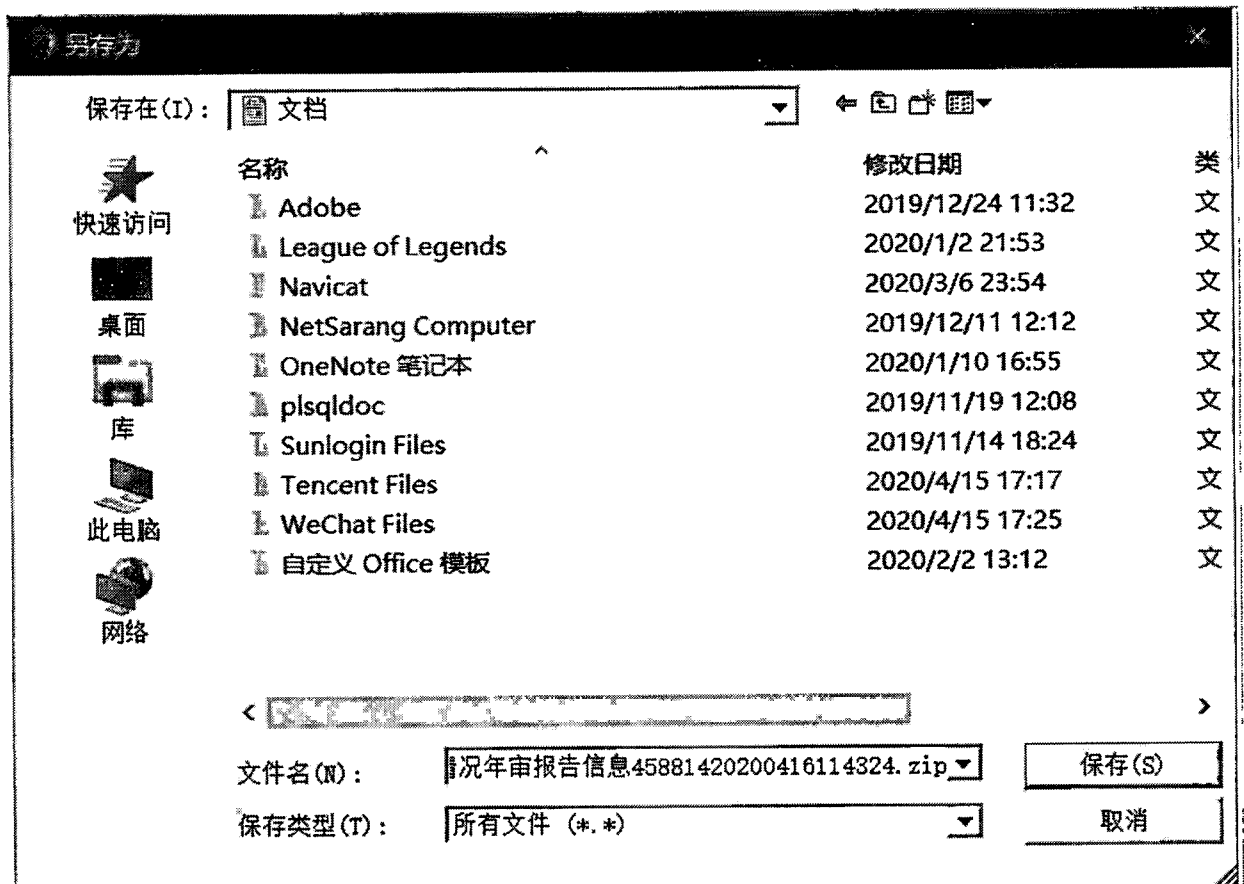 另存为
保存在(I): 文档
名称 修改日期 类
Adobe 2019/12/24 11:32 文
League of Legends 2020/1/2 21:53 文
Navicat 2020/3/6 23:54 文
NetSarang Computer 2019/12/11 12:12 文
OneNote 笔记本 2020/1/10 16:55 文
plsqldoc 2019/11/19 12:08 文
Sunlogin Files 2019/11/14 18:24 文
Tencent Files 2020/4/15 17:17 文
WeChat Files 2020/4/15 17:25 文
自定义 Office 模板 2020/2/2 13:12 文
快速访问
桌面
库
此电脑
网络
文件名(N): 况年审报告信息45881420200416114324.zip 保存(S)
保存类型(T): 所有文件 (*.*) 取消